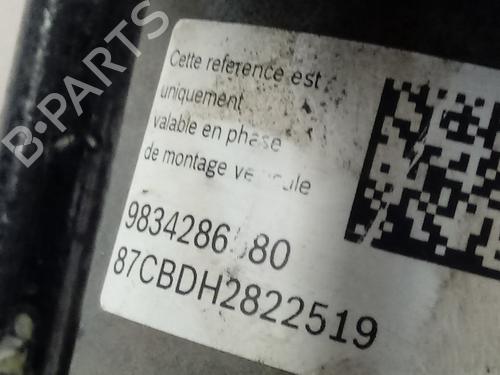 B-PARTS
Cette reference est
uniquement
valable en phase
de montage
87CBDH2822519